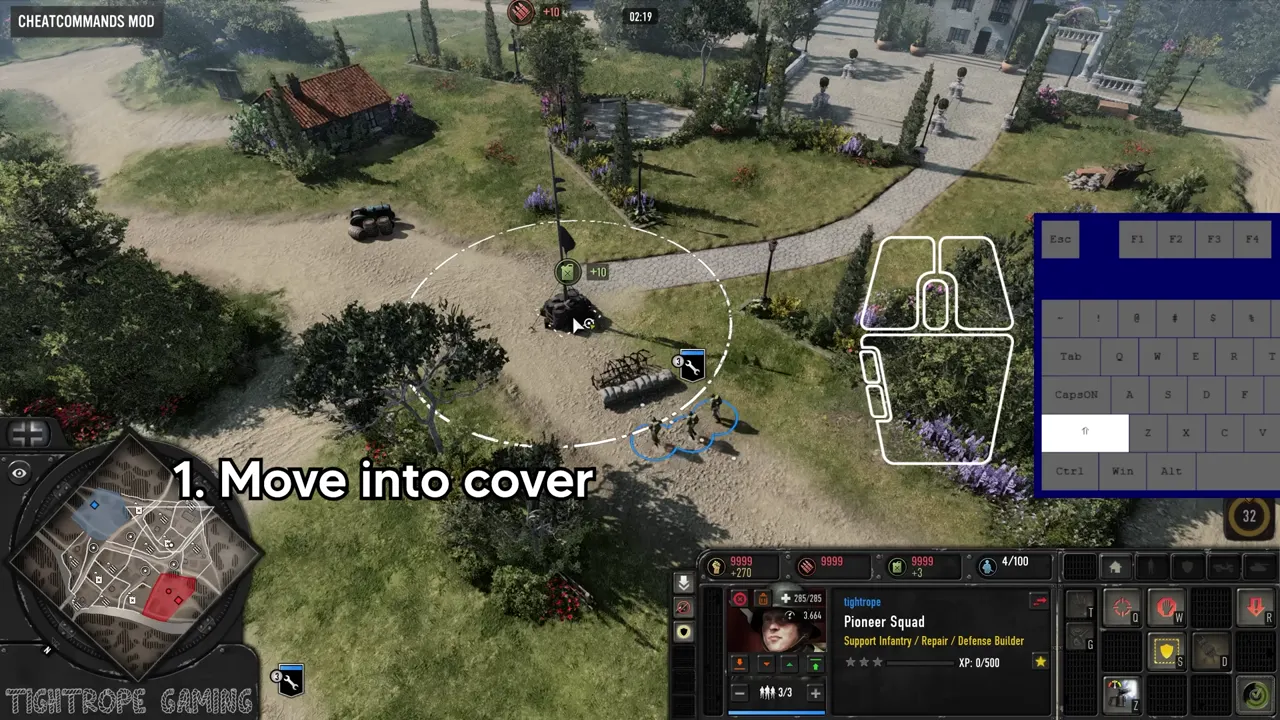 CHEATCOMMANDS MOD
+10
02:19
+10
3
1. Move into cover
Esc F1 F2 F3 F4
~ ! @ # $ %
Tab Q W E R T
CapsON A S D F
⇧ Z X C V
Ctrl Win Alt
32
N
3
TIGHTROPE GAMING
9999 +270
9999
9999 +3
4/100
285/285
3.664
3/3
tightrope
Pioneer Squad
Support Infantry / Repair / Defense Builder
XP: 0/500
T
G
Q W R
S D
Z